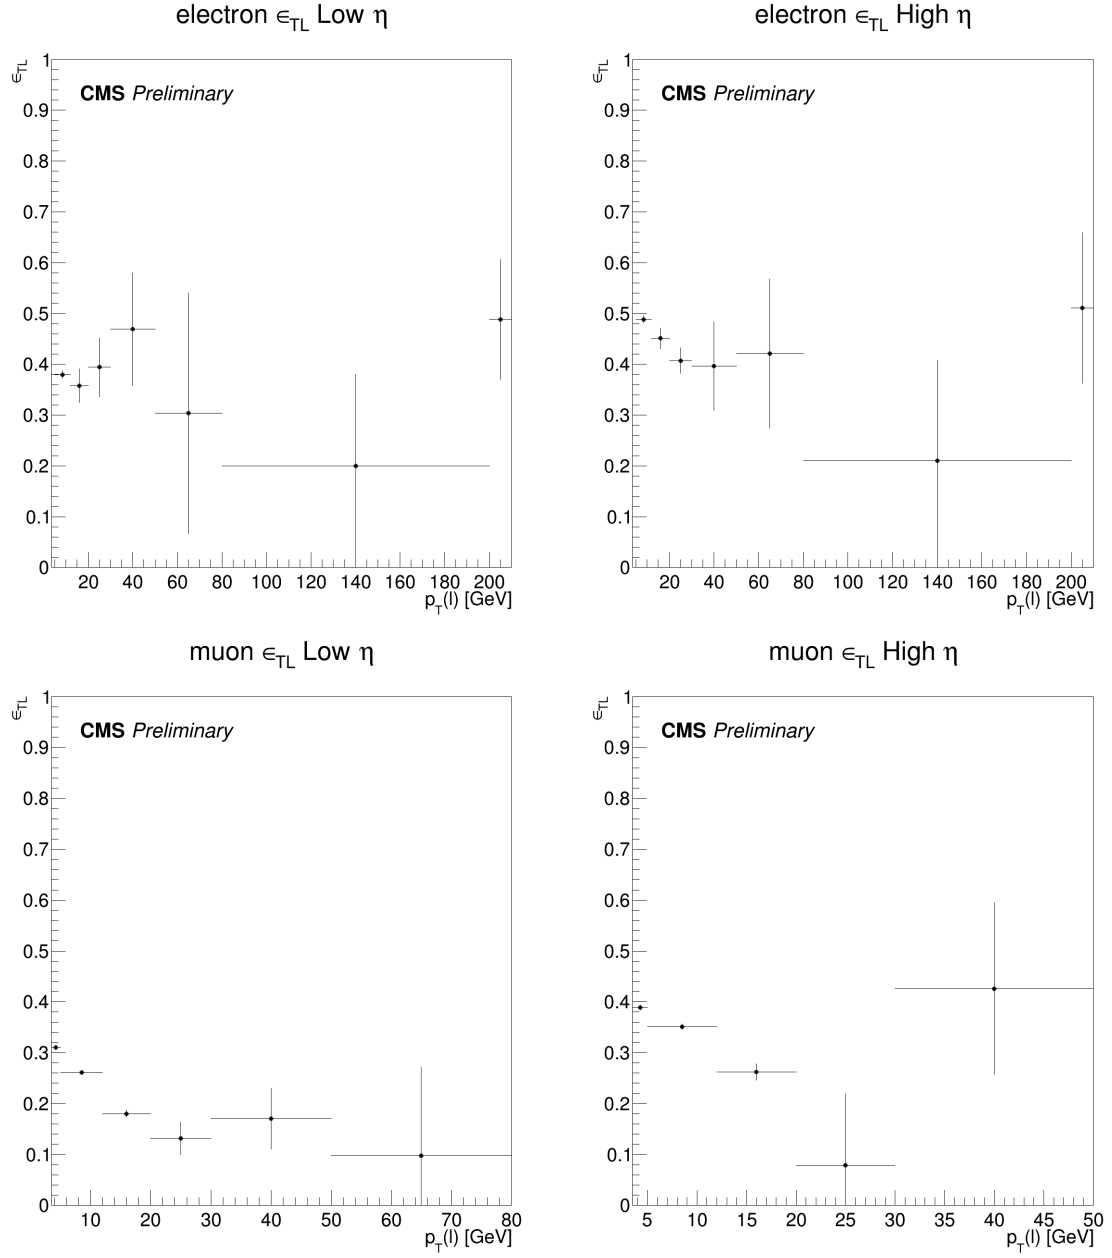 electron ϵTL Low η
ϵTL
CMS Preliminary
1
0.9
0.8
0.7
0.6
0.5
0.4
0.3
0.2
0.1
0
20 40 60 80 100 120 140 160 180 200
pT(l) [GeV]
electron ϵTL High η
ϵTL
CMS Preliminary
1
0.9
0.8
0.7
0.6
0.5
0.4
0.3
0.2
0.1
0
20 40 60 80 100 120 140 160 180 200
pT(l) [GeV]
muon ϵTL Low η
ϵTL
CMS Preliminary
1
0.9
0.8
0.7
0.6
0.5
0.4
0.3
0.2
0.1
0
10 20 30 40 50 60 70 80
pT(l) [GeV]
muon ϵTL High η
ϵTL
CMS Preliminary
1
0.9
0.8
0.7
0.6
0.5
0.4
0.3
0.2
0.1
0
5 10 15 20 25 30 35 40 45 50
pT(l) [GeV]